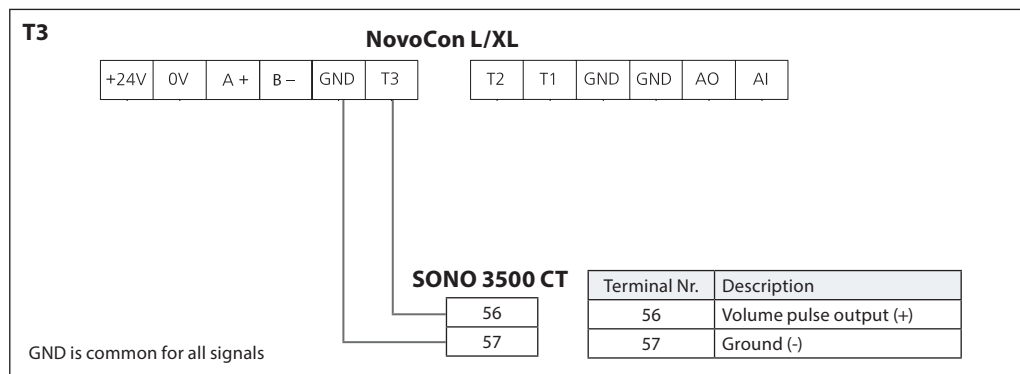 T3
NovoCon L/XL
+24V 0V A + B – GND T3 T2 T1 GND GND AO AI
SONO 3500 CT
56
57
Terminal Nr. Description
56 Volume pulse output (+)
57 Ground (-)
GND is common for all signals